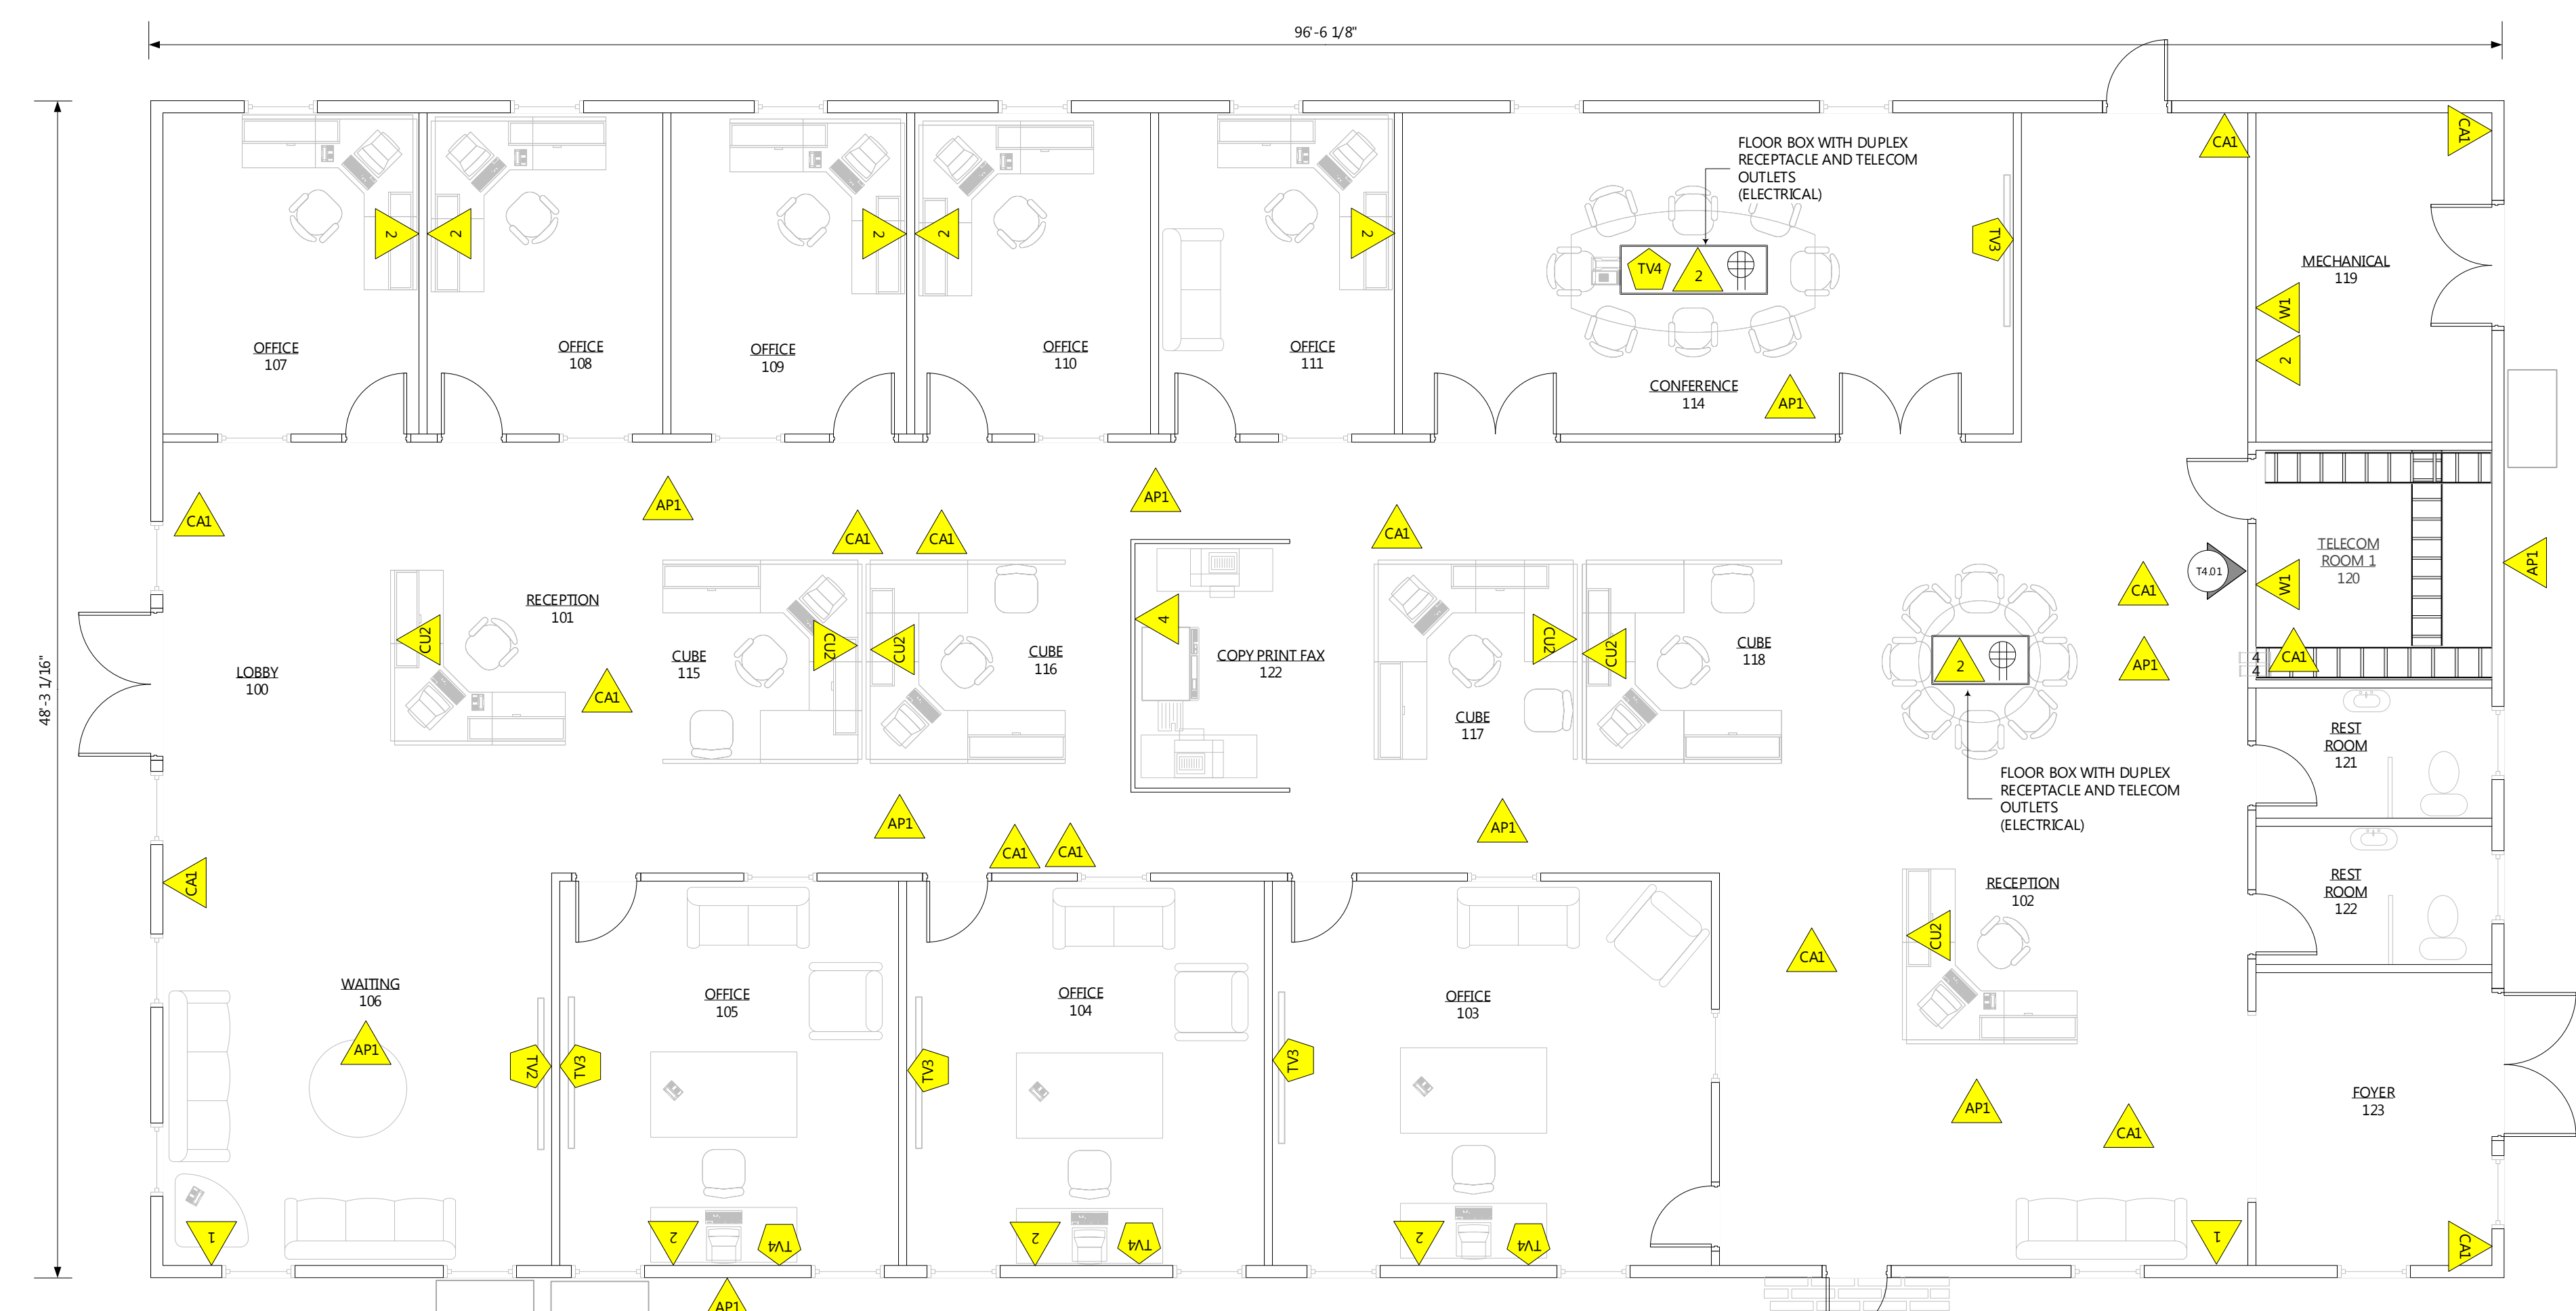 96'-6 1/8"
48'-3 1/16"
FLOOR BOX WITH DUPLEX
RECEPTACLE AND TELECOM
OUTLETS
(ELECTRICAL)
CA1
CA1
2
2
2
2
2
TV4
2
TV3
MECHANICAL
119
W1
2
OFFICE
107
OFFICE
108
OFFICE
109
OFFICE
110
OFFICE
111
CONFERENCE
114
AP1
CA1
AP1
CA1
CA1
AP1
CA1
TELECOM
ROOM 1
120
T4.01
W1
AP1
CA1
RECEPTION
101
CU2
CA1
LOBBY
100
CUBE
115
CU2
CU2
CUBE
116
4
COPY PRINT FAX
122
CUBE
117
CU2
CU2
CUBE
118
2
AP1
4
4
CA1
REST
ROOM
121
FLOOR BOX WITH DUPLEX
RECEPTACLE AND TELECOM
OUTLETS
(ELECTRICAL)
AP1
CA1
CA1
AP1
CA1
REST
ROOM
122
RECEPTION
102
CU2
CA1
WAITING
106
AP1
TV2
TV3
OFFICE
105
TV3
OFFICE
104
TV3
OFFICE
103
AP1
CA1
FOYER
123
1
2
TV4
2
TV4
2
TV4
1
CA1
AP1